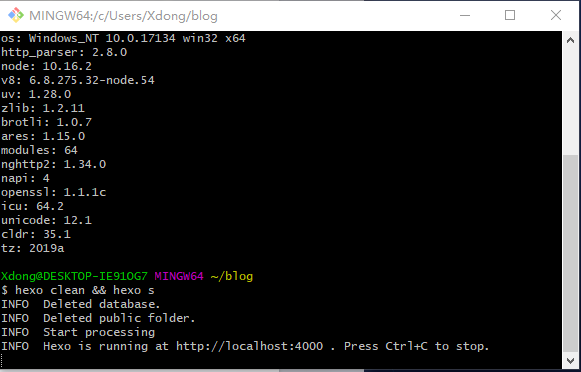 MINGW64:/c/Users/Xdong/blog
os: Windows_NT 10.0.17134 win32 x64
http_parser: 2.8.0
node: 10.16.2
v8: 6.8.275.32-node.54
uv: 1.28.0
zlib: 1.2.11
brotli: 1.0.7
ares: 1.15.0
modules: 64
nghttp2: 1.34.0
napi: 4
openssl: 1.1.1c
icu: 64.2
unicode: 12.1
cldr: 35.1
tz: 2019a
Xdong@DESKTOP-IE91OG7 MINGW64 ~/blog
$ hexo clean && hexo s
INFO  Deleted database.
INFO  Deleted public folder.
INFO  Start processing
INFO  Hexo is running at http://localhost:4000 . Press Ctrl+C to stop.